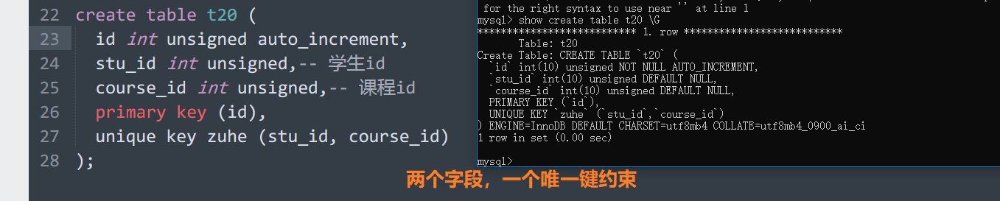 22 create table t20 (
23 id int unsigned auto_increment,
24 stu_id int unsigned,-- 学生id
25 course_id int unsigned,-- 课程id
26 primary key (id),
27 unique key zuhe (stu_id, course_id)
28 );
for the right syntax to use near '' at line 1
mysql> show create table t20 \G
*************************** 1. row ***************************
Table: t20
Create Table: CREATE TABLE `t20` (
`id` int(10) unsigned NOT NULL AUTO_INCREMENT,
`stu_id` int(10) unsigned DEFAULT NULL,
`course_id` int(10) unsigned DEFAULT NULL,
PRIMARY KEY (`id`),
UNIQUE KEY `zuhe` (`stu_id`,`course_id`)
) ENGINE=InnoDB DEFAULT CHARSET=utf8mb4 COLLATE=utf8mb4_0900_ai_ci
1 row in set (0.00 sec)
mysql>
两个字段，一个唯一键约束